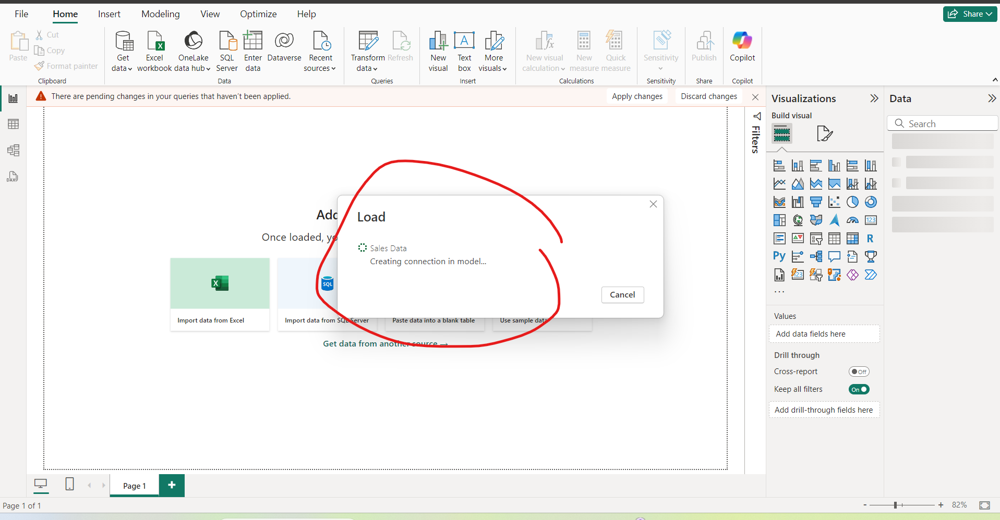 File Home Insert Modeling View Optimize Help Share
Paste
Cut
Copy
Format painter
Clipboard
Get data
Excel workbook
OneLake data hub
SQL Server
Enter data
Dataverse
Recent sources
Data
Transform data
Refresh
Queries
New visual
Text box
More visuals
Insert
New visual calculation
New measure
Quick measure
Calculations
Sensitivity
Sensitivity
Publish
Share
Copilot
Copilot
There are pending changes in your queries that haven't been applied. Apply changes Discard changes
DAX
Add
Once loaded, yo
Load
Sales Data
Creating connection in model...
Cancel
SQL
Import data from Excel
Import data from SQL Server
Paste data into a blank table
Use sample data
Get data from another source →
Filters
Visualizations
Build visual
123
R
Py
123
...
Values
Add data fields here
Drill through
Cross-report Off
Keep all filters On
Add drill-through fields here
Data
Search
Page 1 +
Page 1 of 1
- + 82%